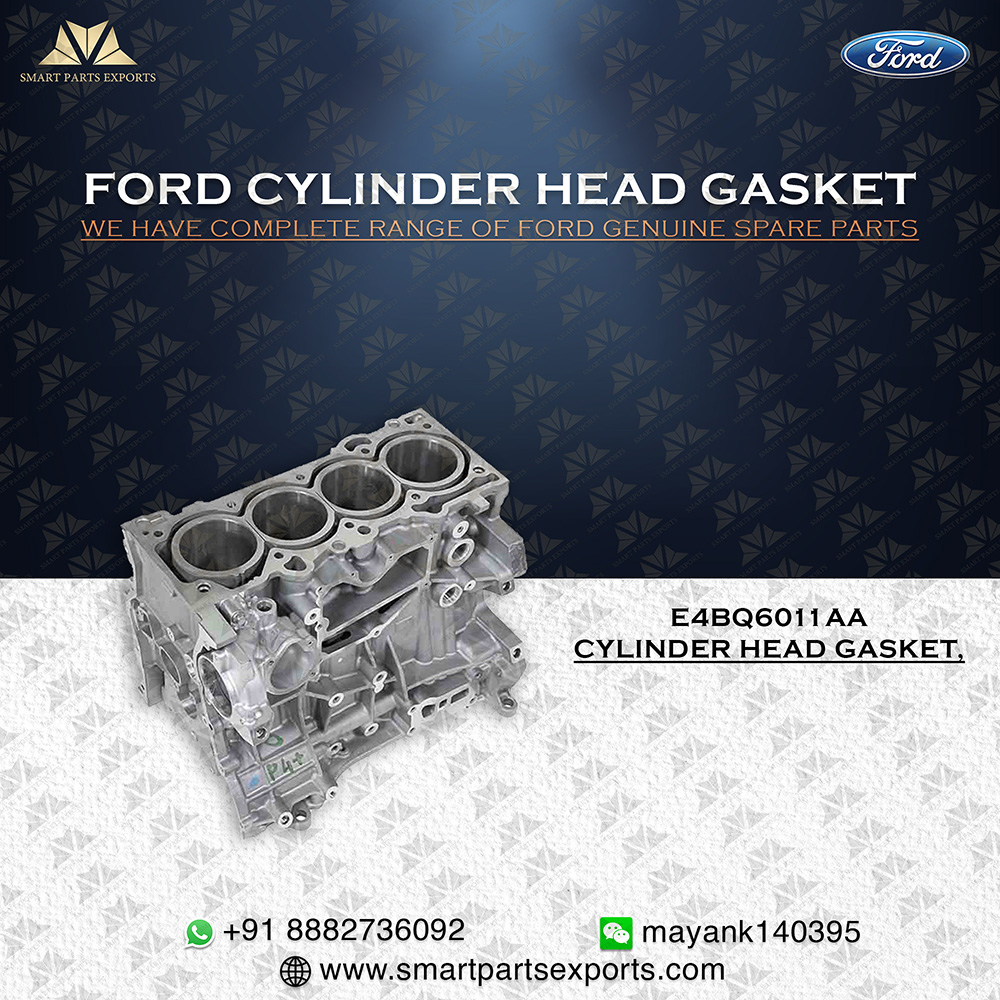 SMART PARTS EXPORTS
Ford
FORD CYLINDER HEAD GASKET
WE HAVE COMPLETE RANGE OF FORD GENUINE SPARE PARTS
E4BQ6011AA
CYLINDER HEAD GASKET,
P4+
+91 8882736092
mayank140395
www.smartpartsexports.com